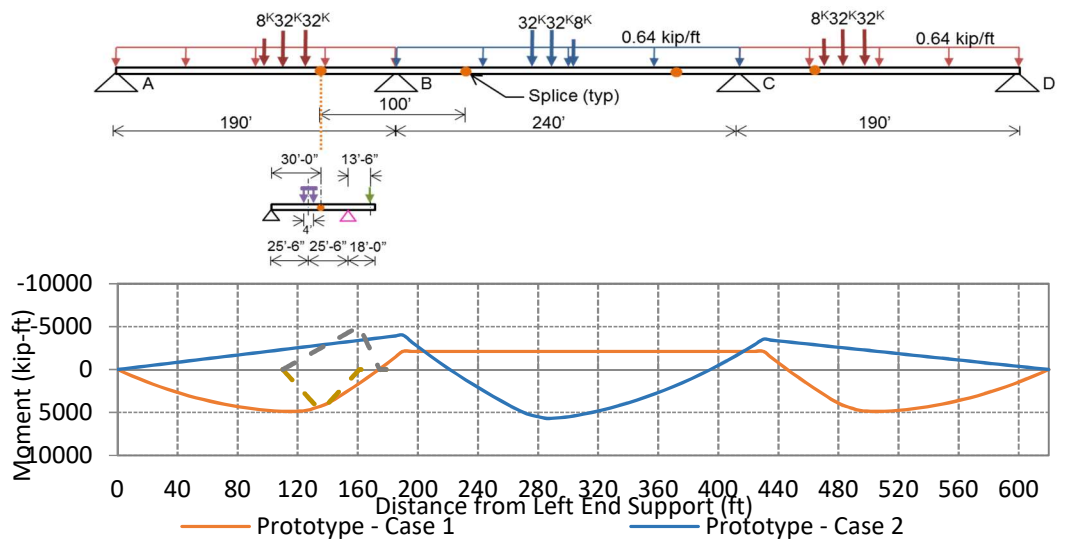 8ᴷ32ᴷ32ᴷ 32ᴷ32ᴷ8ᴷ 8ᴷ32ᴷ32ᴷ
0.64 kip/ft 0.64 kip/ft
A B C D
Splice (typ)
100'
190' 240' 190'
30'-0" 13'-6"
4'
25'-6" 25'-6" 18'-0"
Moment (kip-ft)
-10000
-5000
0
5000
10000
0 40 80 120 160 200 240 280 320 360 400 440 480 520 560 600
Distance from Left End Support (ft)
Prototype - Case 1 Prototype - Case 2